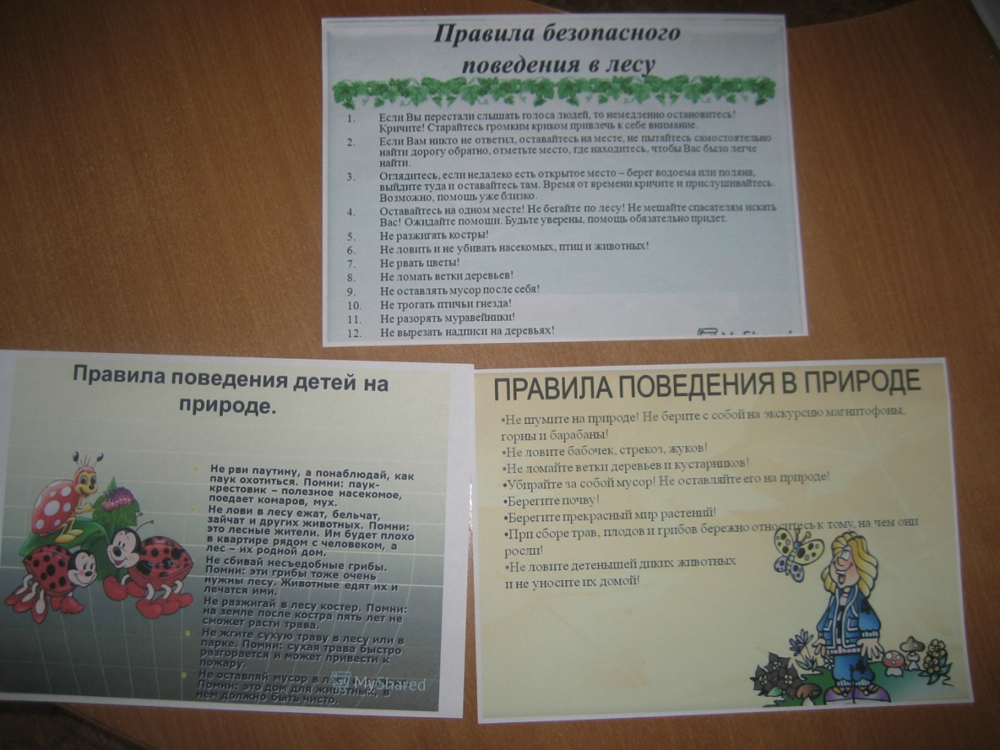 Правила безопасного
поведения в лесу
1. Если Вы перестали слышать голоса людей, то немедленно остановитесь!
Кричите! Старайтесь громким криком привлечь к себе внимание.
2. Если Вам никто не ответил, оставайтесь на месте, не пытайтесь самостоятельно
найти дорогу обратно, отметьте место, где находитесь, чтобы Вас было легче
найти.
3. Оглядитесь, если недалеко есть открытое место – берег водоема или поляна,
выйдите туда и оставайтесь там. Время от времени кричите и прислушивайтесь.
Возможно, помощь уже близко.
4. Оставайтесь на одном месте! Не бегайте по лесу! Не мешайте спасателям искать
Вас! Ожидайте помощи. Будьте уверены, помощь обязательно придет.
5. Не разжигать костры!
6. Не ловить и не убивать насекомых, птиц и животных!
7. Не рвать цветы!
8. Не ломать ветки деревьев!
9. Не оставлять мусор после себя!
10. Не трогать птичьи гнезда!
11. Не разорять муравейники!
12. Не вырезать надписи на деревьях!
Правила поведения детей на
природе.
Не рви паутину, а понаблюдай, как
паук охотиться. Помни: паук-
крестовик – полезное насекомое,
поедает комаров, мух.
Не лови в лесу ежат, бельчат,
зайчат и других животных. Помни:
это лесные жители. Им будет плохо
в квартире рядом с человеком, а
лес – их родной дом.
Не сбивай несъедобные грибы.
Помни: эти грибы тоже очень
нужны лесу. Животные едят их и
лечатся ими.
Не разжигай в лесу костер. Помни:
на земле после костра пять лет не
сможет расти трава.
Не жгите сухую траву в лесу или в
парке. Помни: сухая трава быстро
разгорается и может привести к
пожару.
Не оставляй мусор в
Помни: это дом для животных, в
нем должно быть чисто.
MyShared
ПРАВИЛА ПОВЕДЕНИЯ В ПРИРОДЕ
•Не шумите на природе! Не берите с собой на экскурсию магнитофоны,
горны и барабаны!
•Не ловите бабочек, стрекоз, жуков!
•Не ломайте ветки деревьев и кустарников!
•Убирайте за собой мусор! Не оставляйте его на природе!
•Берегите почву!
•Берегите прекрасный мир растений!
•При сборе трав, плодов и грибов бережно относитесь к тому, на чем они
росли!
•Не ловите детенышей диких животных
и не уносите их домой!